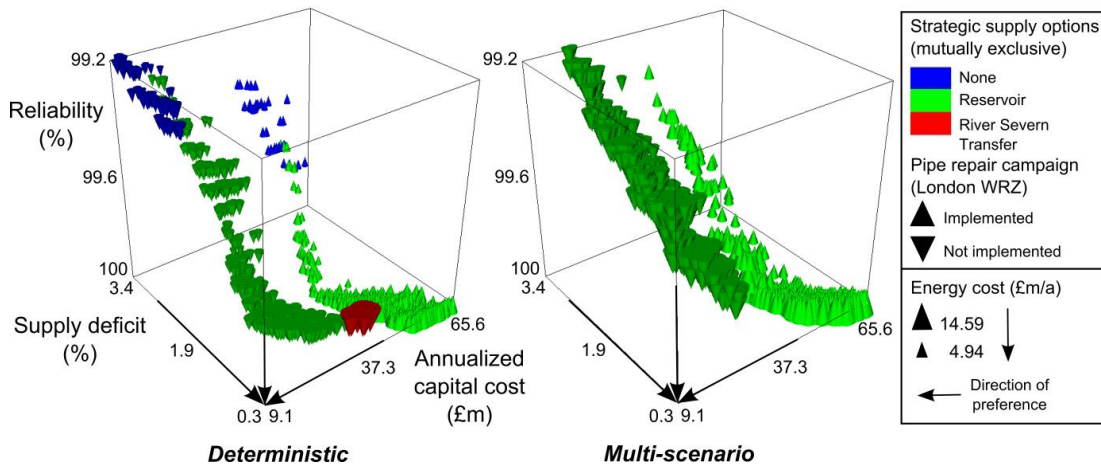 99.2
Reliability
(%)
99.6
100
3.4
Supply deficit
(%)
1.9
0.3
9.1
37.3
65.6
Annualized
capital cost
(£m)
Deterministic
99.2
99.6
100
3.4
1.9
0.3
9.1
37.3
65.6
Multi-scenario
Strategic supply options
(mutually exclusive)
None
Reservoir
River Severn
Transfer
Pipe repair campaign
(London WRZ)
Implemented
Not implemented
Energy cost (£m/a)
14.59
4.94
Direction of
preference